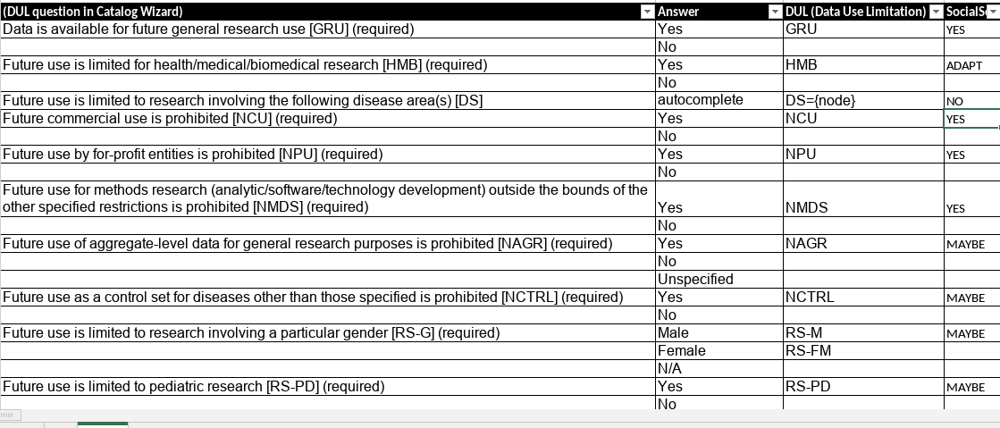 (DUL question in Catalog Wizard) Answer DUL (Data Use Limitation) SocialSc
Data is available for future general research use [GRU] (required) Yes GRU YES
No
Future use is limited for health/medical/biomedical research [HMB] (required) Yes HMB ADAPT
No
Future use is limited to research involving the following disease area(s) [DS] autocomplete DS={node} NO
Future commercial use is prohibited [NCU] (required) Yes NCU YES
No
Future use by for-profit entities is prohibited [NPU] (required) Yes NPU YES
No
Future use for methods research (analytic/software/technology development) outside the bounds of the
other specified restrictions is prohibited [NMDS] (required) Yes NMDS YES
No
Future use of aggregate-level data for general research purposes is prohibited [NAGR] (required) Yes NAGR MAYBE
No
Unspecified
Future use as a control set for diseases other than those specified is prohibited [NCTRL] (required) Yes NCTRL MAYBE
No
Future use is limited to research involving a particular gender [RS-G] (required) Male RS-M MAYBE
Female RS-FM
N/A
Future use is limited to pediatric research [RS-PD] (required) Yes RS-PD MAYBE
No